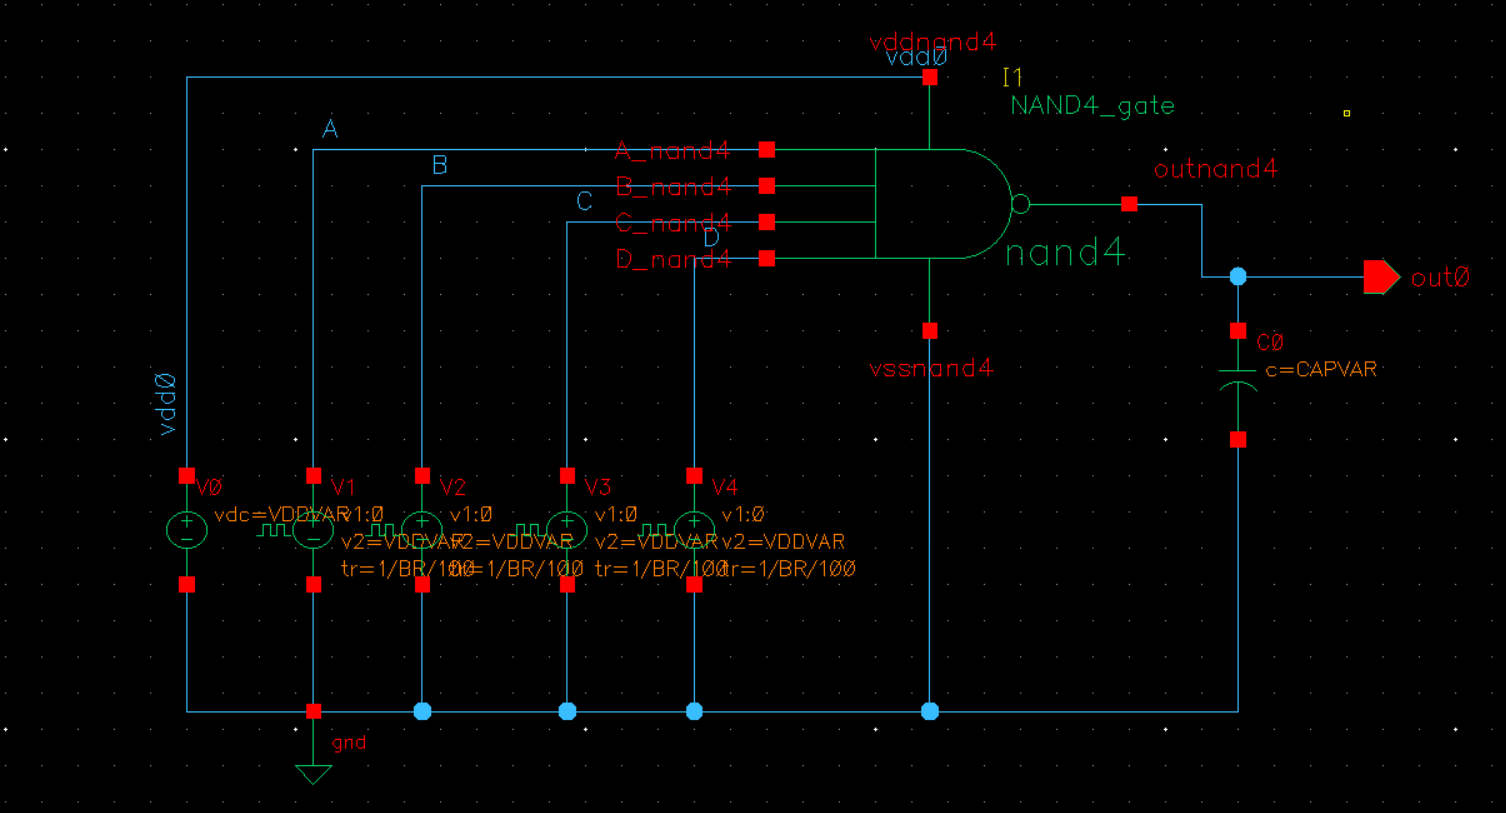 vddnand4
vdd0
I1
NAND4_gate
A
A_nand4
B
B_nand4
outnand4
C
C_nand4
D
D_nand4
nand4
out0
C0
c=CAPVAR
vssnand4
vdd0
V0
V1
V2
V3
V4
vdc=VDDVAR
v1:0
v1:0
v1:0
v1:0
v2=VDDVAR
v2=VDDVAR
v2=VDDVAR
v2=VDDVAR
tr=1/BR/100
tr=1/BR/100
tr=1/BR/100
tr=1/BR/100
gnd